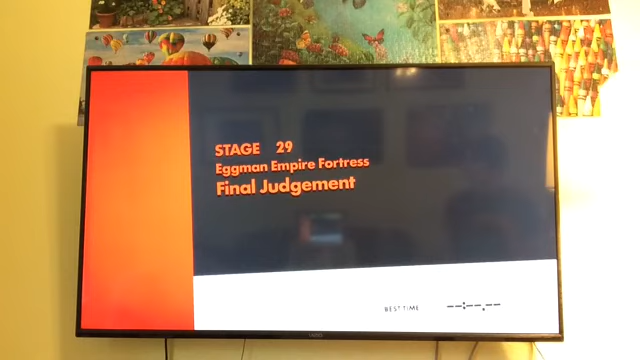 STAGE 29
Eggman Empire Fortress
Final Judgement
BEST TIME --:--.--